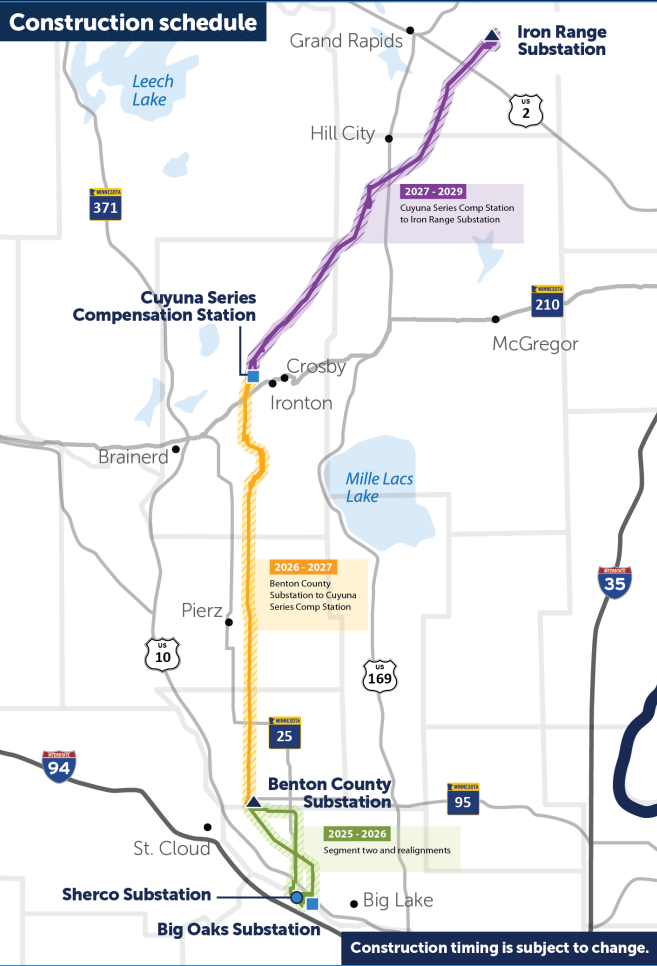 Construction schedule
Grand Rapids
Iron Range
Substation
Leech
Lake
US
2
Hill City
MINNESOTA
371
2027 - 2029
Cuyuna Series Comp Station
to Iron Range Substation
Cuyuna Series
Compensation Station
MINNESOTA
210
McGregor
Crosby
Ironton
Brainerd
Mille Lacs
Lake
2026 - 2027
Benton County
Substation to Cuyuna
Series Comp Station
INTERSTATE
35
Pierz
US
10
US
169
MINNESOTA
25
INTERSTATE
94
Benton County
Substation
MINNESOTA
95
St. Cloud
2025 - 2026
Segment two and realignments
Sherco Substation
Big Lake
Big Oaks Substation
Construction timing is subject to change.